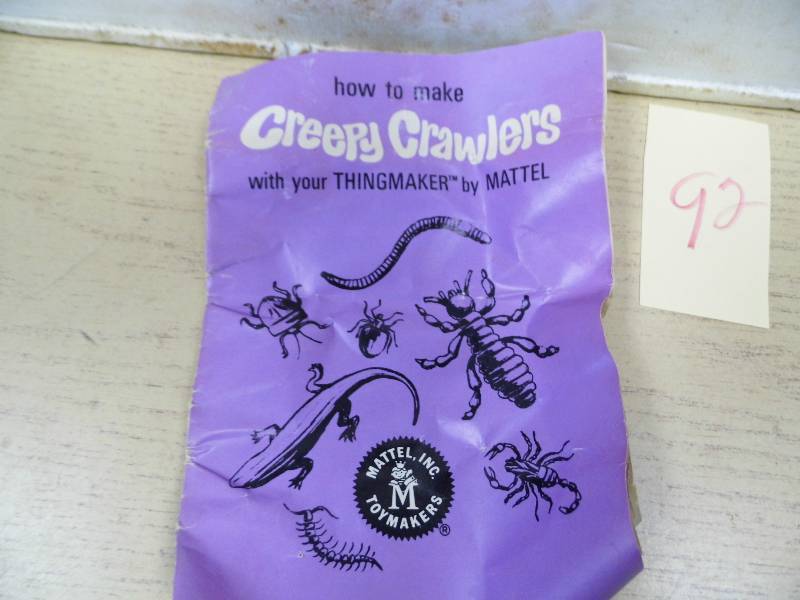 how to make
Creepy Crawlers
with your THINGMAKER™ by MATTEL
MATTEL, INC.
M
TOYMAKERS
®
92